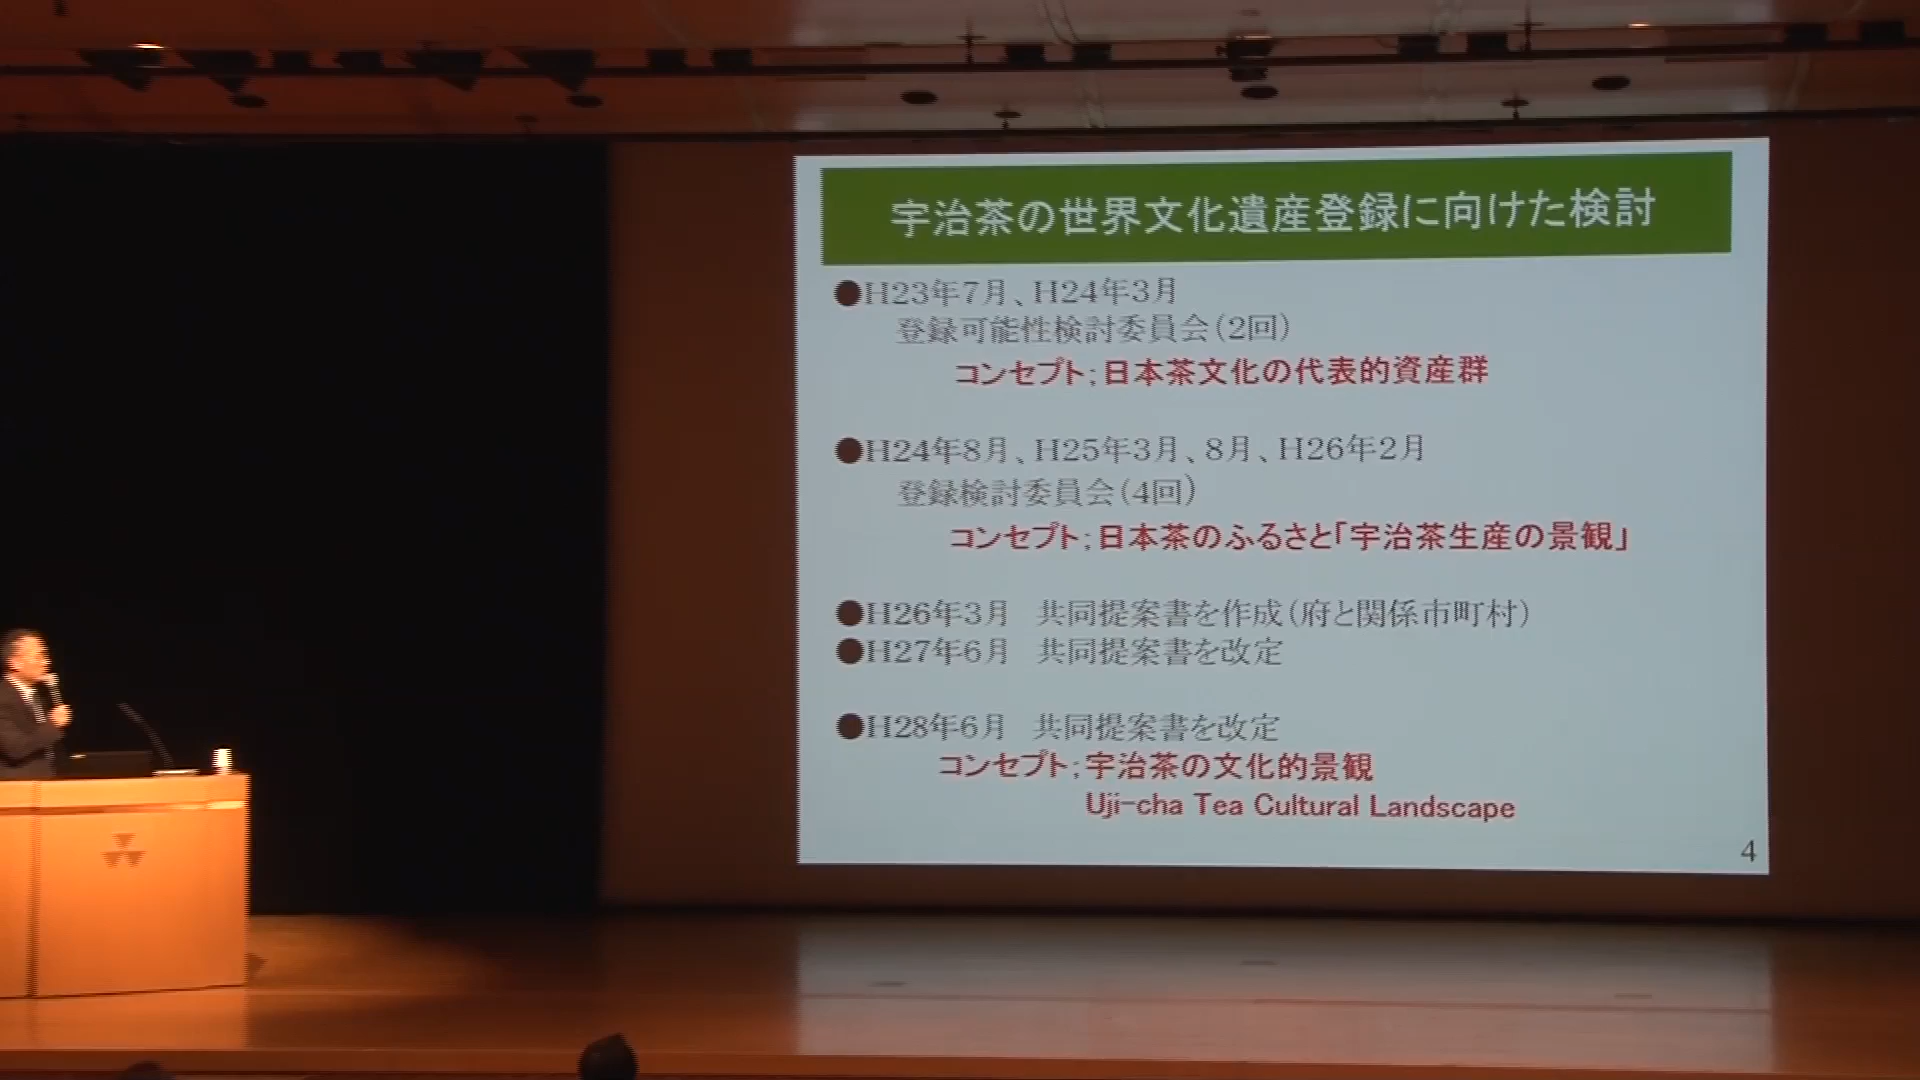 宇治茶の世界文化遺産登録に向けた検討
●H23年7月、H24年3月
登録可能性検討委員会(2回)
コンセプト;日本茶文化の代表的資産群
●H24年8月、H25年3月、8月、H26年2月
登録検討委員会(4回)
コンセプト;日本茶のふるさと「宇治茶生産の景観」
●H26年3月　共同提案書を作成(府と関係市町村)
●H27年6月　共同提案書を改定
●H28年6月　共同提案書を改定
コンセプト;宇治茶の文化的景観
Uji-cha Tea Cultural Landscape
4